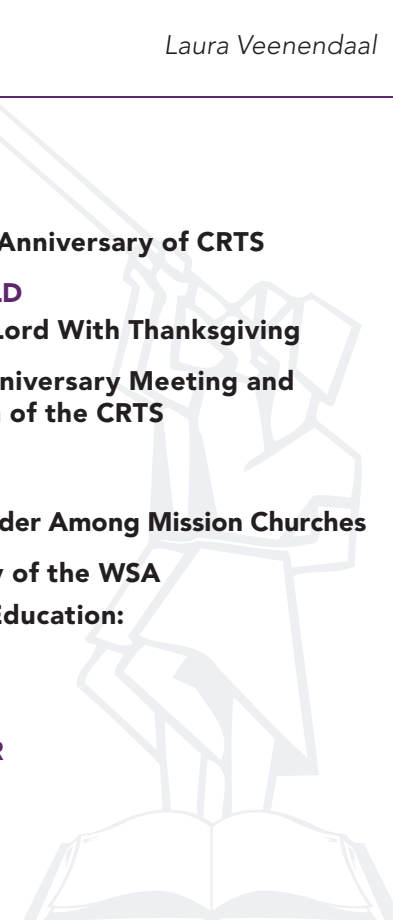 Laura Veenendaal
Anniversary of CRTS
LD
Lord With Thanksgiving
niversary Meeting and
of the CRTS
der Among Mission Churches
of the WSA
Education:
R